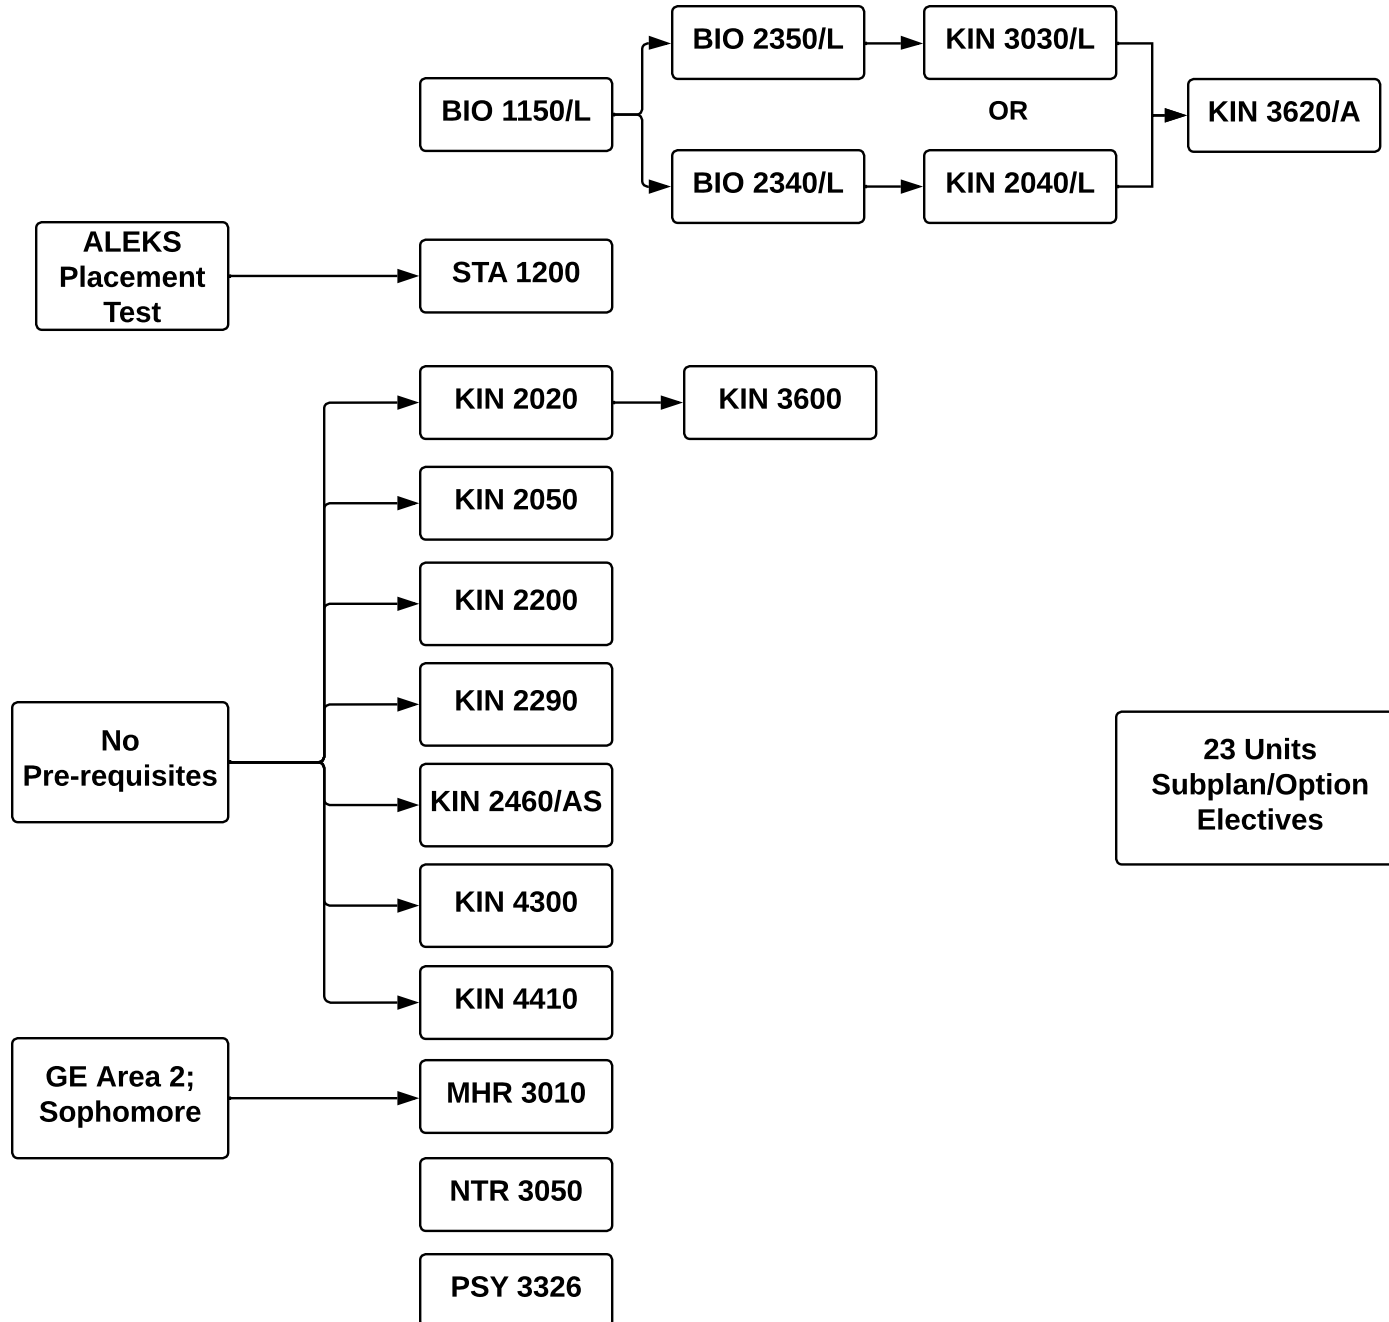 BIO 2350/L
KIN 3030/L
BIO 1150/L
OR
KIN 3620/A
BIO 2340/L
KIN 2040/L
ALEKS
Placement
Test
STA 1200
KIN 2020
KIN 3600
KIN 2050
KIN 2200
KIN 2290
No
Pre-requisites
23 Units
Subplan/Option
Electives
KIN 2460/AS
KIN 4300
KIN 4410
GE Area 2;
Sophomore
MHR 3010
NTR 3050
PSY 3326